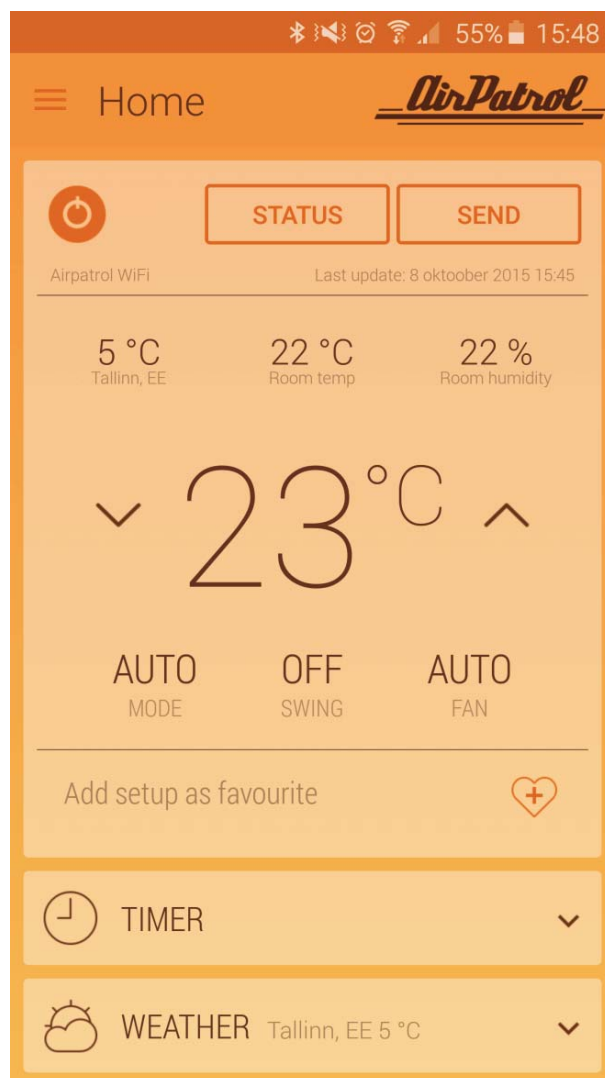 55% 15:48
Home AirPatrol
STATUS SEND
Airpatrol WiFi Last update: 8 oktoober 2015 15:45
5 °C 22 °C 22 %
Tallinn, EE Room temp Room humidity
23°C
AUTO OFF AUTO
MODE SWING FAN
Add setup as favourite
TIMER
WEATHER Tallinn, EE 5 °C